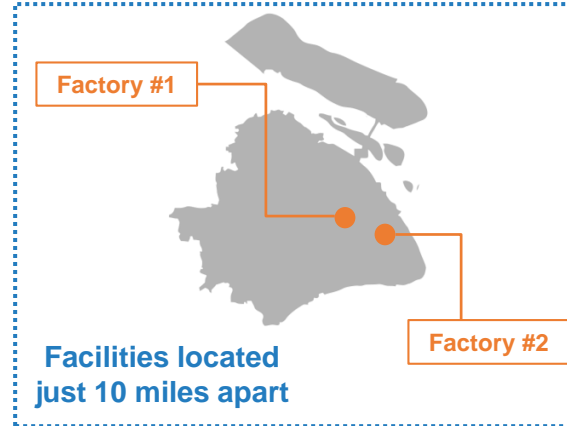 Factory #1
Factory #2
Facilities located
just 10 miles apart